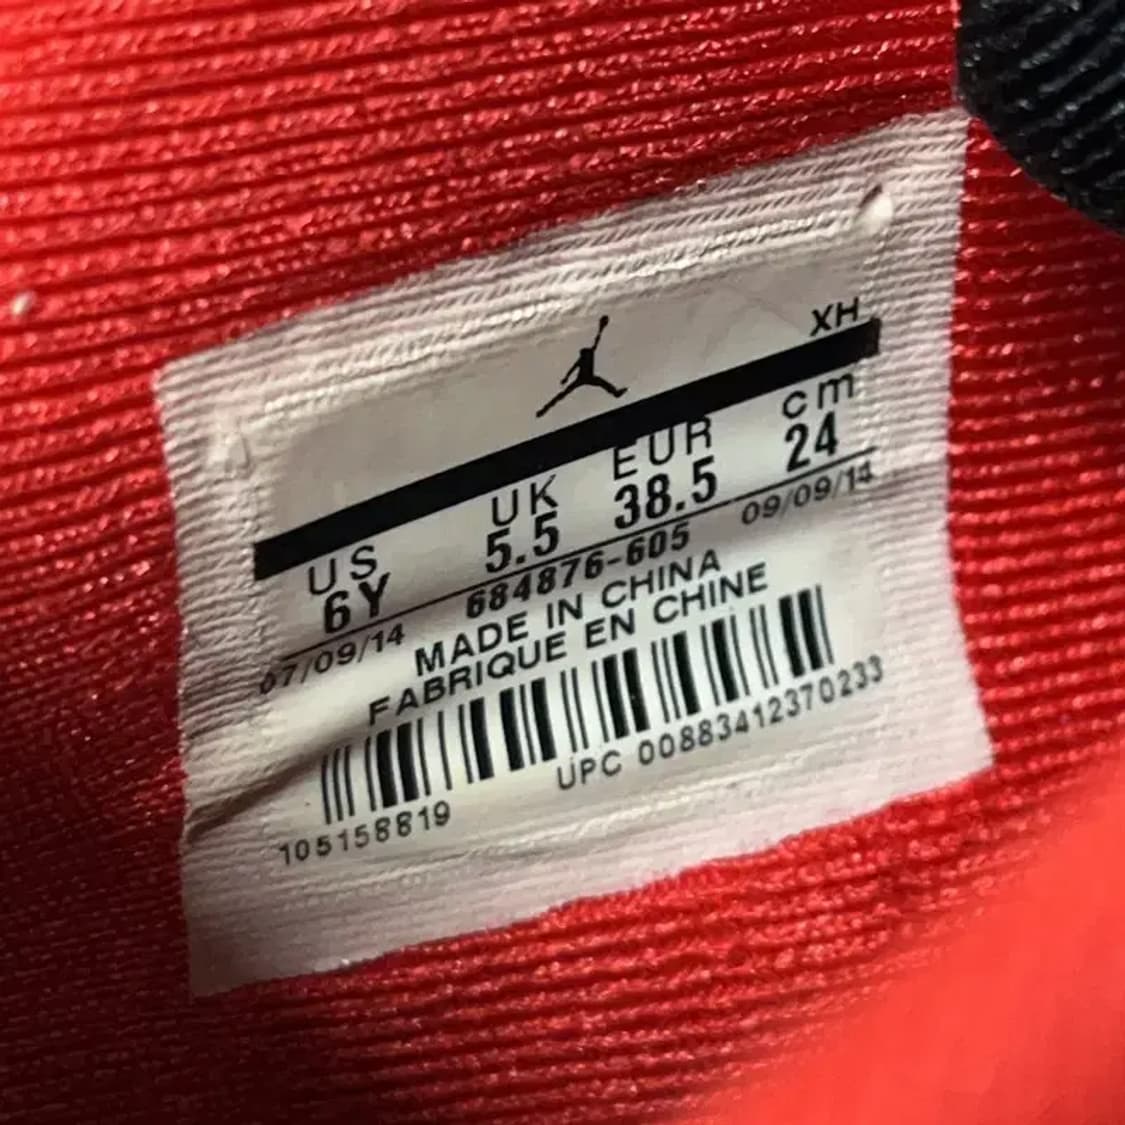 XH
US UK EUR cm
6Y 5.5 38.5 24
07/09/14 684876-605 09/09/14
MADE IN CHINA
FABRIQUE EN CHINE
105158819 UPC 00883412370233